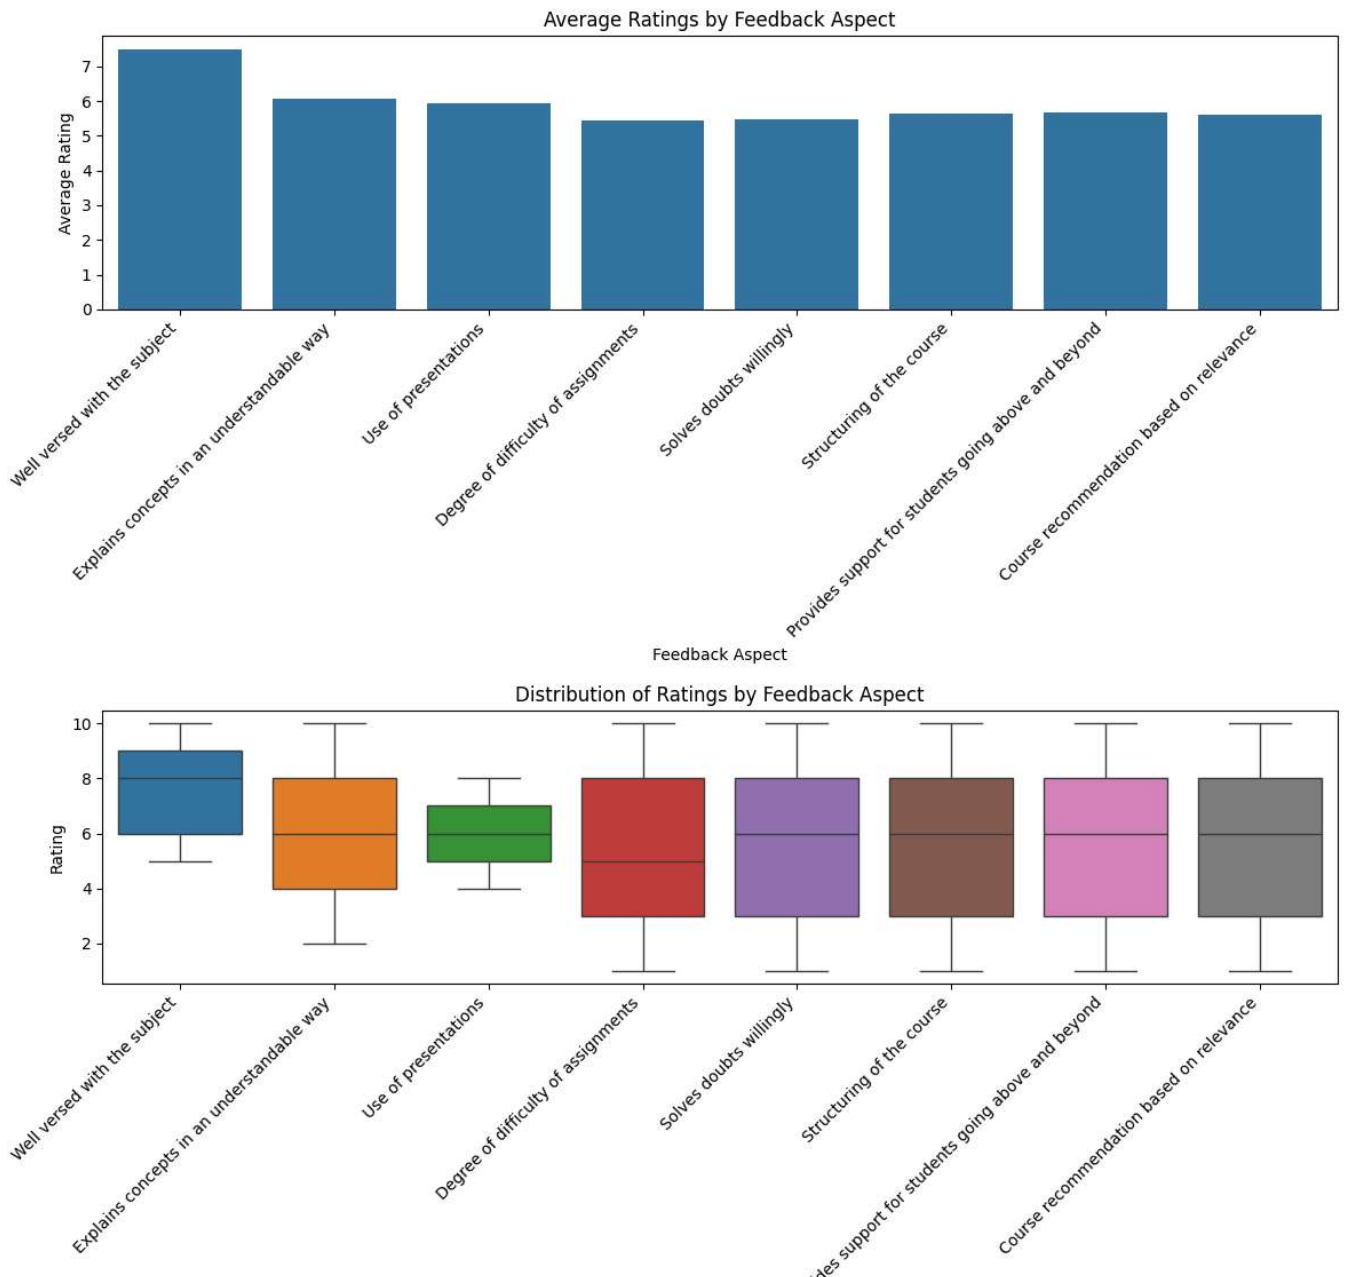 Average Ratings by Feedback Aspect
7
6
5
4
3
2
1
0
Average Rating
Well versed with the subject
Explains concepts in an understandable way
Use of presentations
Degree of difficulty of assignments
Solves doubts willingly
Structuring of the course
Provides support for students going above and beyond
Course recommendation based on relevance
Feedback Aspect
Distribution of Ratings by Feedback Aspect
10
8
6
4
2
Rating
Well versed with the subject
Explains concepts in an understandable way
Use of presentations
Degree of difficulty of assignments
Solves doubts willingly
Structuring of the course
support for students going above and beyond
Course recommendation based on relevance